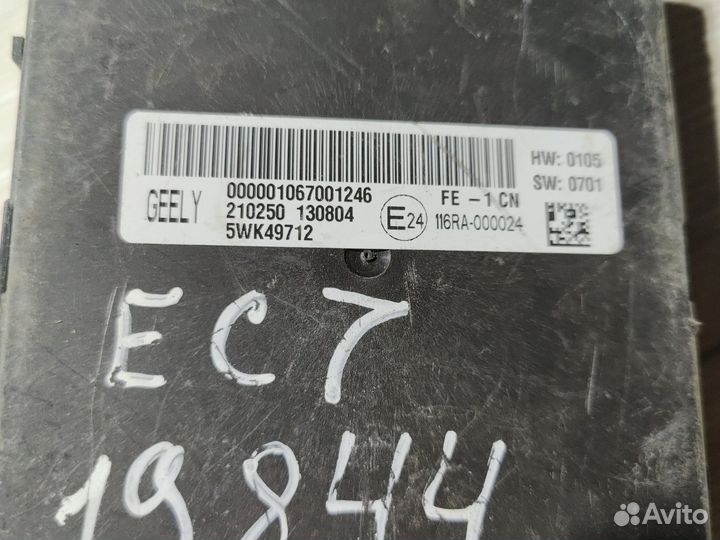 GEELY
000001067001246
210250 130804
5WK49712
E24
FE - 1 CN
116RA-000024
HW: 0105
SW: 0701
EC7
19844
Avito